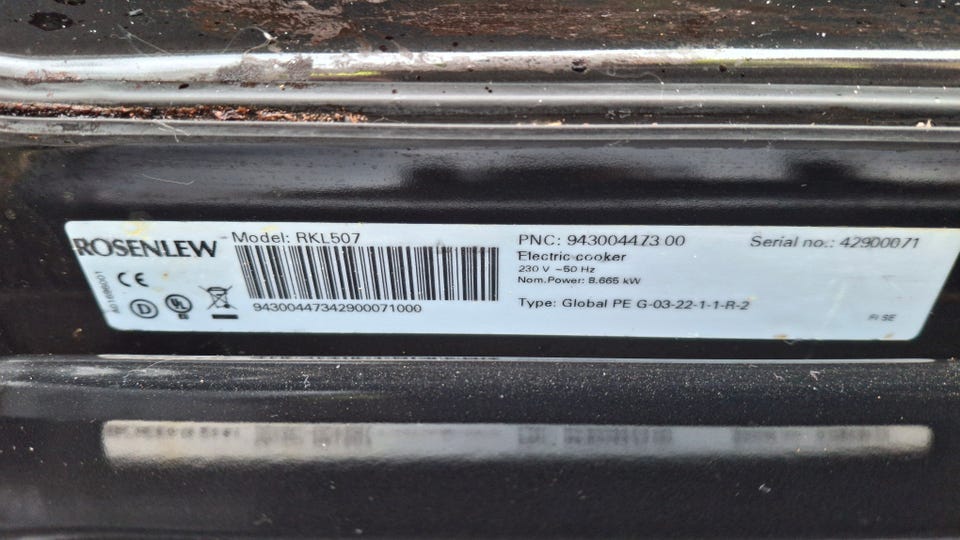 ROSENLEW
Model: RKL507
94300447342900071000
PNC: 943004473 00
Serial no.: 42900071
Electric cooker
230 V ~50 Hz
Nom.Power: 8.665 kW
Type: Global PE G-03-22-1-1-R-2
FI SE